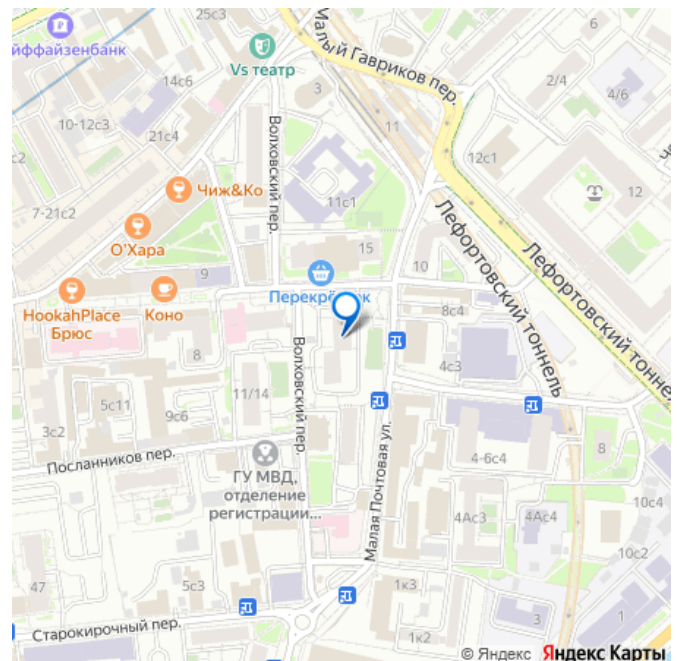 25с3
йффайзенбанк
Vs театр
Малый Гавриков пер.
14с6
3
2/4
4/6
10-12с3
21с4
11
с2
Волховский пер.
12с1
12
Чиж&Ко
7-21с2
11с1
О'Хара
15
Лефортовский тоннель
9
10
Перекрёсток
Лефортовский тоннель
HookahPlace
Брюс
Коно
8с4
8
4с3
5с11
11/14
Волховский пер.
9с6
3с2
Малая Почтовая ул.
Посланников пер.
4-6с4
8
ГУ МВД,
отделение
регистрации...
10с4
4Ас3
4Ас4
10с2
47
5с3
1к3
3
1
Старокирочный пер.
1к2
© Яндекс Яндекс Карты